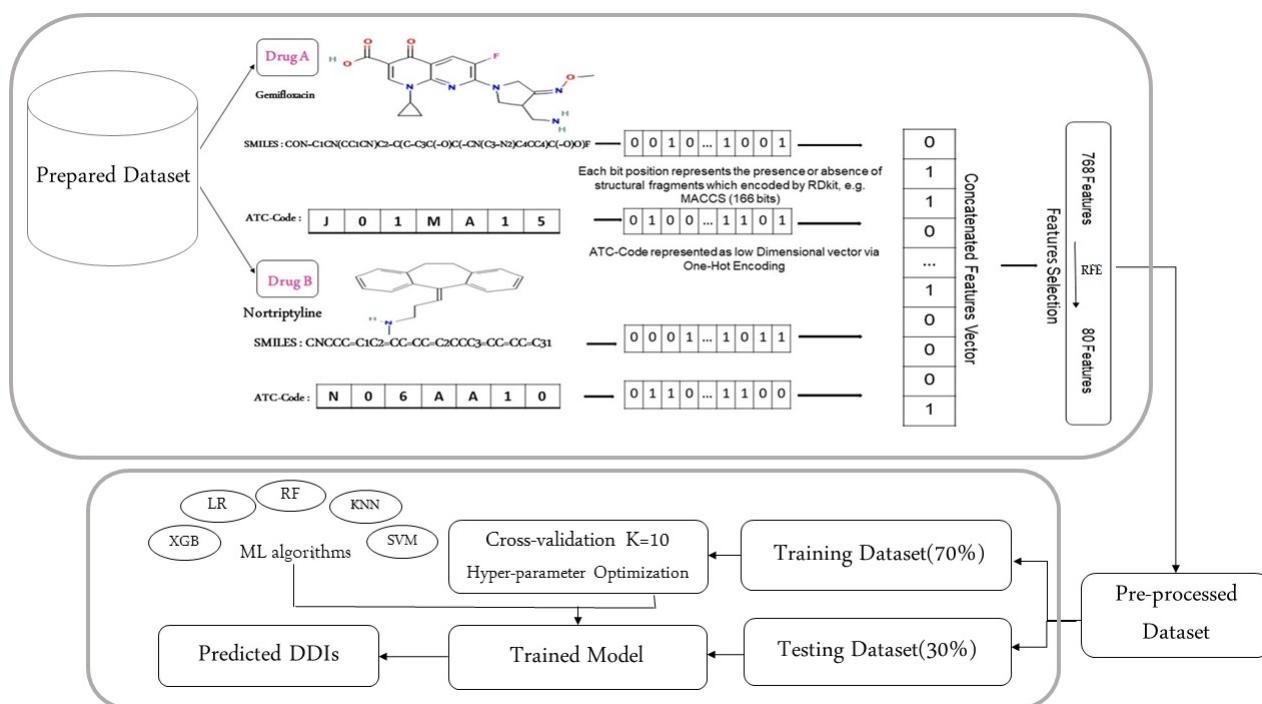 Drug A
Gemifloxacin
H
O
O
O
F
N
N
N
N
O
N
H
H
SMILES : CON-C1CN(CC1CN)C2-C(C-C3C(-O)C(-CN(C3-N2)C4CC4)C(-O)O)F
0 0 1 0 ... 1 0 0 1
Each bit position represents the presence or absence of
structural fragments which encoded by RDkit, e.g.
MACCS (166 bits)
Prepared Dataset
ATC-Code :
J 0 1 M A 1 5
0 1 0 0 ... 1 1 0 1
ATC-Code represented as low Dimensional vector via
One-Hot Encoding
Drug B
Nortriptyline
H
N
SMILES : CNCCC=C1C2=CC=CC=C2CCC3=CC=CC=C31
0 0 0 1 ... 1 0 1 1
ATC-Code :
N 0 6 A A 1 0
0 1 1 0 ... 1 1 0 0
0
1
1
0
...
1
0
0
0
1
Concatenated Features Vector
Features Selection
768 Features
RFE
80 Features
XGB
LR
RF
KNN
SVM
ML algorithms
Cross-validation K=10
Hyper-parameter Optimization
Training Dataset(70%)
Pre-processed
Dataset
Predicted DDIs
Trained Model
Testing Dataset(30%)